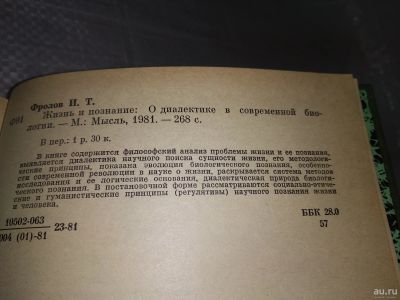 Фролов И. Т.
Ф91
Жизнь и познание: О диалектике в современной био-
логии. — М.: Мысль, 1981. — 268 с.
В пер.: 1 р. 30 к.
В книге содержится философский анализ проблемы жизни и ее познания,
выявляется диалектика научного поиска сущности жизни, его методологи-
ческие принципы, показана эволюция биологического познания, особенно-
сти современной революции в науке о жизни, раскрывается система методов
исследования и ее логические основания, диалектическая природа биологиче-
ского познания. В постановочной форме рассматриваются социально-этиче-
ские и гуманистические принципы (регулятивы) научного познания жизни
и человека.
10502-063
004 (01)-81
23-81
ББК 28.0
57
au.ru